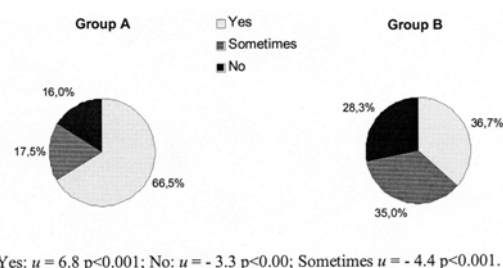 Group A
Yes
Sometimes
No
Group B
16,0%
17,5%
66,5%
28,3%
36,7%
35,0%
Yes: u = 6.8 p<0.001; No: u = - 3.3 p<0.00; Sometimes u = - 4.4 p<0.001.